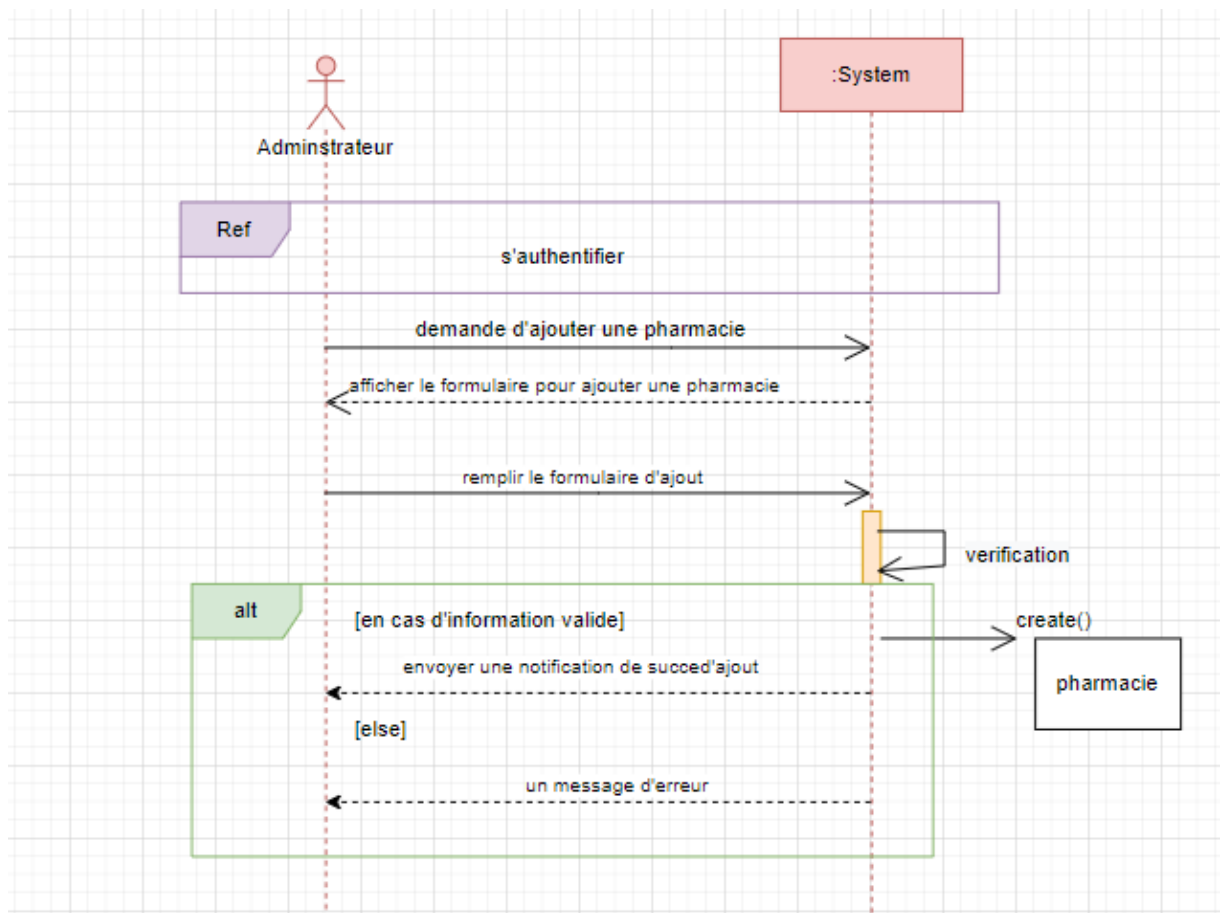 :System
Adminstrateur
Ref
s'authentifier
demande d'ajouter une pharmacie
afficher le formulaire pour ajouter une pharmacie
remplir le formulaire d'ajout
verification
alt
[en cas d'information valide]
create()
envoyer une notification de succed'ajout
pharmacie
[else]
un message d'erreur